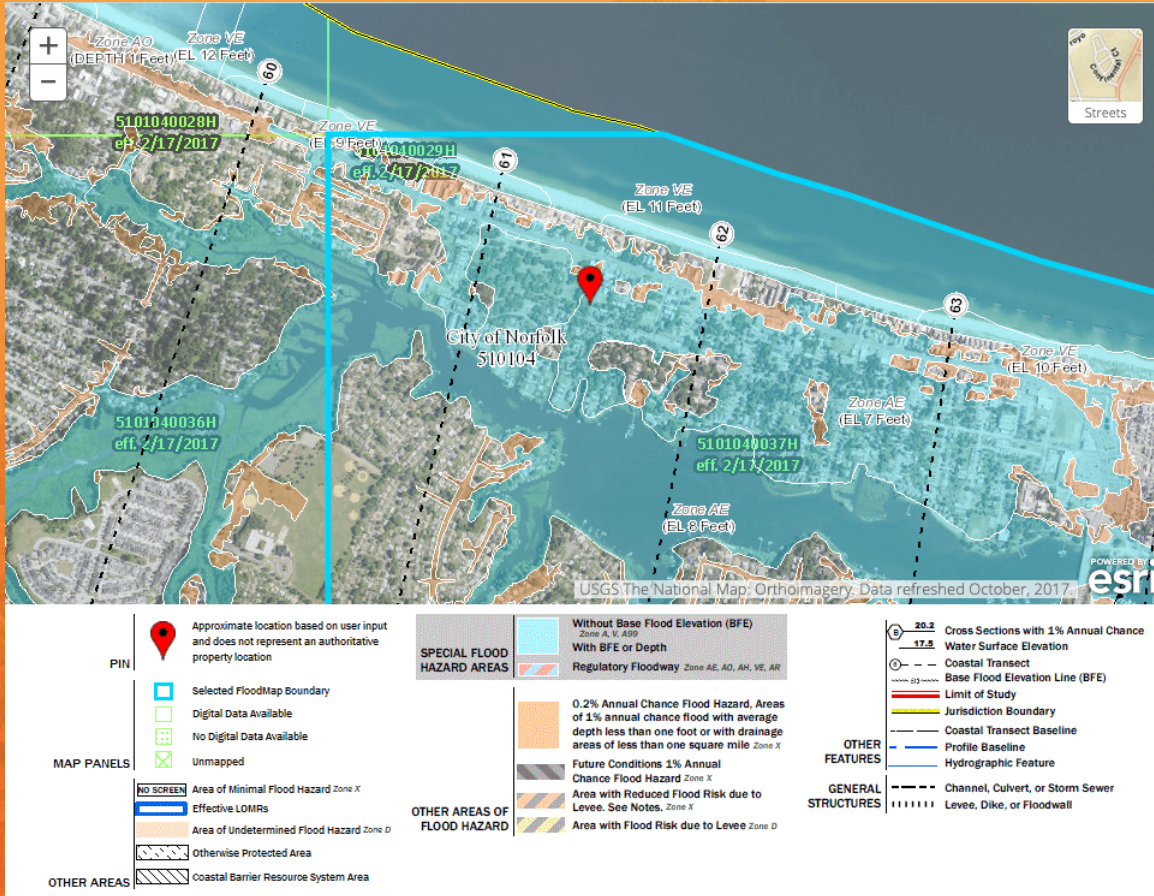 +
−
Zone AO
(DEPTH 1 Feet)
Zone VE
(EL 12 Feet)
60
Continental Ct
Streets
5101040028H
eff. 2/17/2017
Zone VE
(EL 9 Feet)
5101040029H
eff. 2/17/2017
61
Zone VE
(EL 11 Feet)
62
63
City of Norfolk
510104
Zone VE
(EL 10 Feet)
Zone AE
(EL 7 Feet)
5101040036H
eff. 2/17/2017
5101040037H
eff. 2/17/2017
Zone AE
(EL 8 Feet)
POWERED BY
esri
USGS The National Map: Orthoimagery. Data refreshed October, 2017.
PIN
Approximate location based on user input
and does not represent an authoritative
property location
Selected FloodMap Boundary
Digital Data Available
No Digital Data Available
MAP PANELS
Unmapped
NO SCREEN Area of Minimal Flood Hazard Zone X
Effective LOMRs
Area of Undetermined Flood Hazard Zone D
Otherwise Protected Area
OTHER AREAS
Coastal Barrier Resource System Area
SPECIAL FLOOD
HAZARD AREAS
Without Base Flood Elevation (BFE)
Zone A, V, A99
With BFE or Depth
Regulatory Floodway Zone AE, AO, AH, VE, AR
0.2% Annual Chance Flood Hazard, Areas
of 1% annual chance flood with average
depth less than one foot or with drainage
areas of less than one square mile Zone X
Future Conditions 1% Annual
Chance Flood Hazard Zone X
Area with Reduced Flood Risk due to
Levee. See Notes. Zone X
OTHER AREAS OF
FLOOD HAZARD
Area with Flood Risk due to Levee Zone D
B 20.2 Cross Sections with 1% Annual Chance
17.5 Water Surface Elevation
Coastal Transect
Base Flood Elevation Line (BFE)
Limit of Study
Jurisdiction Boundary
Coastal Transect Baseline
OTHER
FEATURES
Profile Baseline
Hydrographic Feature
GENERAL
STRUCTURES
Channel, Culvert, or Storm Sewer
Levee, Dike, or Floodwall